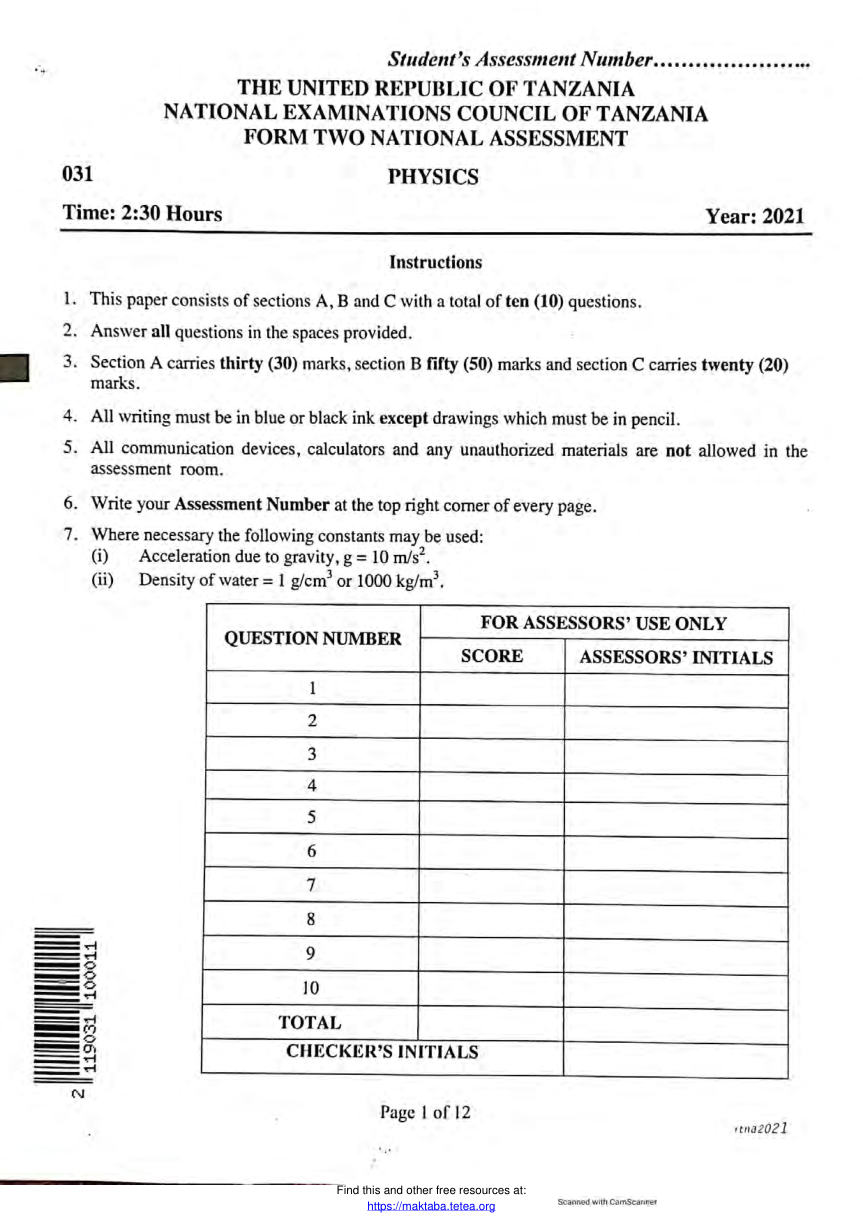 Student's Assessment Number.......................
THE UNITED REPUBLIC OF TANZANIA
NATIONAL EXAMINATIONS COUNCIL OF TANZANIA
FORM TWO NATIONAL ASSESSMENT
031 PHYSICS
Time: 2:30 Hours Year: 2021
Instructions
1. This paper consists of sections A, B and C with a total of ten (10) questions.
2. Answer all questions in the spaces provided.
3. Section A carries thirty (30) marks, section B fifty (50) marks and section C carries twenty (20)
marks.
4. All writing must be in blue or black ink except drawings which must be in pencil.
5. All communication devices, calculators and any unauthorized materials are not allowed in the
assessment room.
6. Write your Assessment Number at the top right corner of every page.
7. Where necessary the following constants may be used:
(i) Acceleration due to gravity, g = 10 m/s².
(ii) Density of water = 1 g/cm³ or 1000 kg/m³.
QUESTION NUMBER FOR ASSESSORS' USE ONLY
SCORE ASSESSORS' INITIALS
1
2
3
4
5
6
7
8
9
10
TOTAL
CHECKER'S INITIALS
2 119031 100011
Page 1 of 12
ftna2021
Find this and other free resources at:
https://maktaba.tetea.org
Scanned with CamScanner